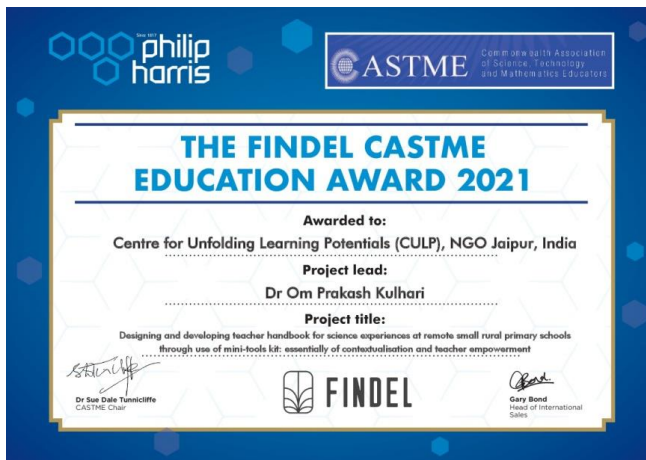 Since 1817
philip
harris
CASTME
Commonwealth Association
of Science, Technology
and Mathematics Educators
THE FINDEL CASTME
EDUCATION AWARD 2021
Awarded to:
Centre for Unfolding Learning Potentials (CULP), NGO Jaipur, India
Project lead:
Dr Om Prakash Kulhari
Project title:
Designing and developing teacher handbook for science experiences at remote small rural primary schools
through use of mini-tools kit: essentially of contextualisation and teacher empowerment
Dr Sue Dale Tunnicliffe
CASTME Chair
FINDEL
Gary Bond
Head of International
Sales